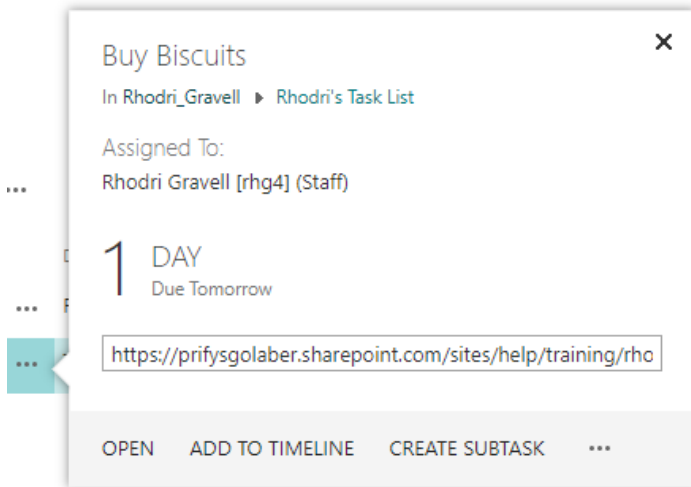 Buy Biscuits
In Rhodri_Gravell ▸ Rhodri's Task List
Assigned To:
Rhodri Gravell [rhg4] (Staff)
1 DAY
Due Tomorrow
https://prifysgolaber.sharepoint.com/sites/help/training/rho
OPEN ADD TO TIMELINE CREATE SUBTASK ...